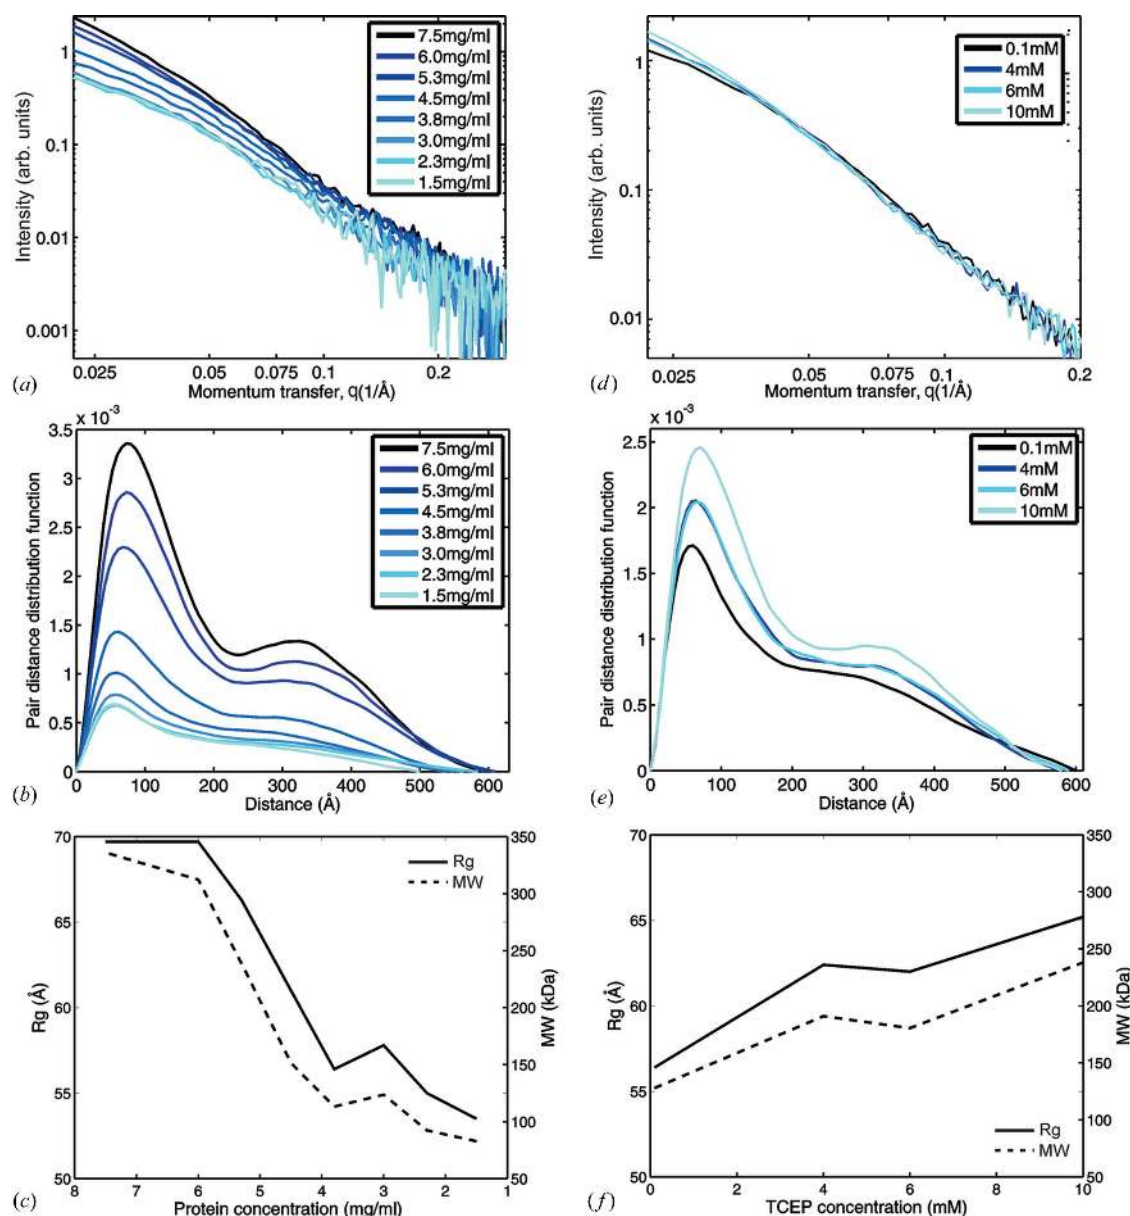 1
0.1
0.01
0.001
Intensity (arb. units)
7.5mg/ml
6.0mg/ml
5.3mg/ml
4.5mg/ml
3.8mg/ml
3.0mg/ml
2.3mg/ml
1.5mg/ml
0.025
0.05
0.075
0.1
0.2
(a)
Momentum transfer, q(1/Å)
1
0.1
0.01
Intensity (arb. units)
0.1mM
4mM
6mM
10mM
0.025
0.05
0.075
0.1
0.2
(d)
Momentum transfer, q(1/Å)
x 10⁻³
3.5
3
2.5
2
1.5
1
0.5
0
Pair distance distribution function
7.5mg/ml
6.0mg/ml
5.3mg/ml
4.5mg/ml
3.8mg/ml
3.0mg/ml
2.3mg/ml
1.5mg/ml
0 100 200 300 400 500 600
(b)
Distance (Å)
x 10⁻³
2.5
2
1.5
1
0.5
0
Pair distance distribution function
0.1mM
4mM
6mM
10mM
0 100 200 300 400 500 600
(e)
Distance (Å)
70
65
60
55
50
Rg (Å)
Rg
MW
350
300
250
200
150
100
50
MW (kDa)
8 7 6 5 4 3 2 1
(c)
Protein concentration (mg/ml)
70
65
60
55
50
Rg (Å)
Rg
MW
350
300
250
200
150
100
50
MW (kDa)
0 2 4 6 8 10
(f)
TCEP concentration (mM)